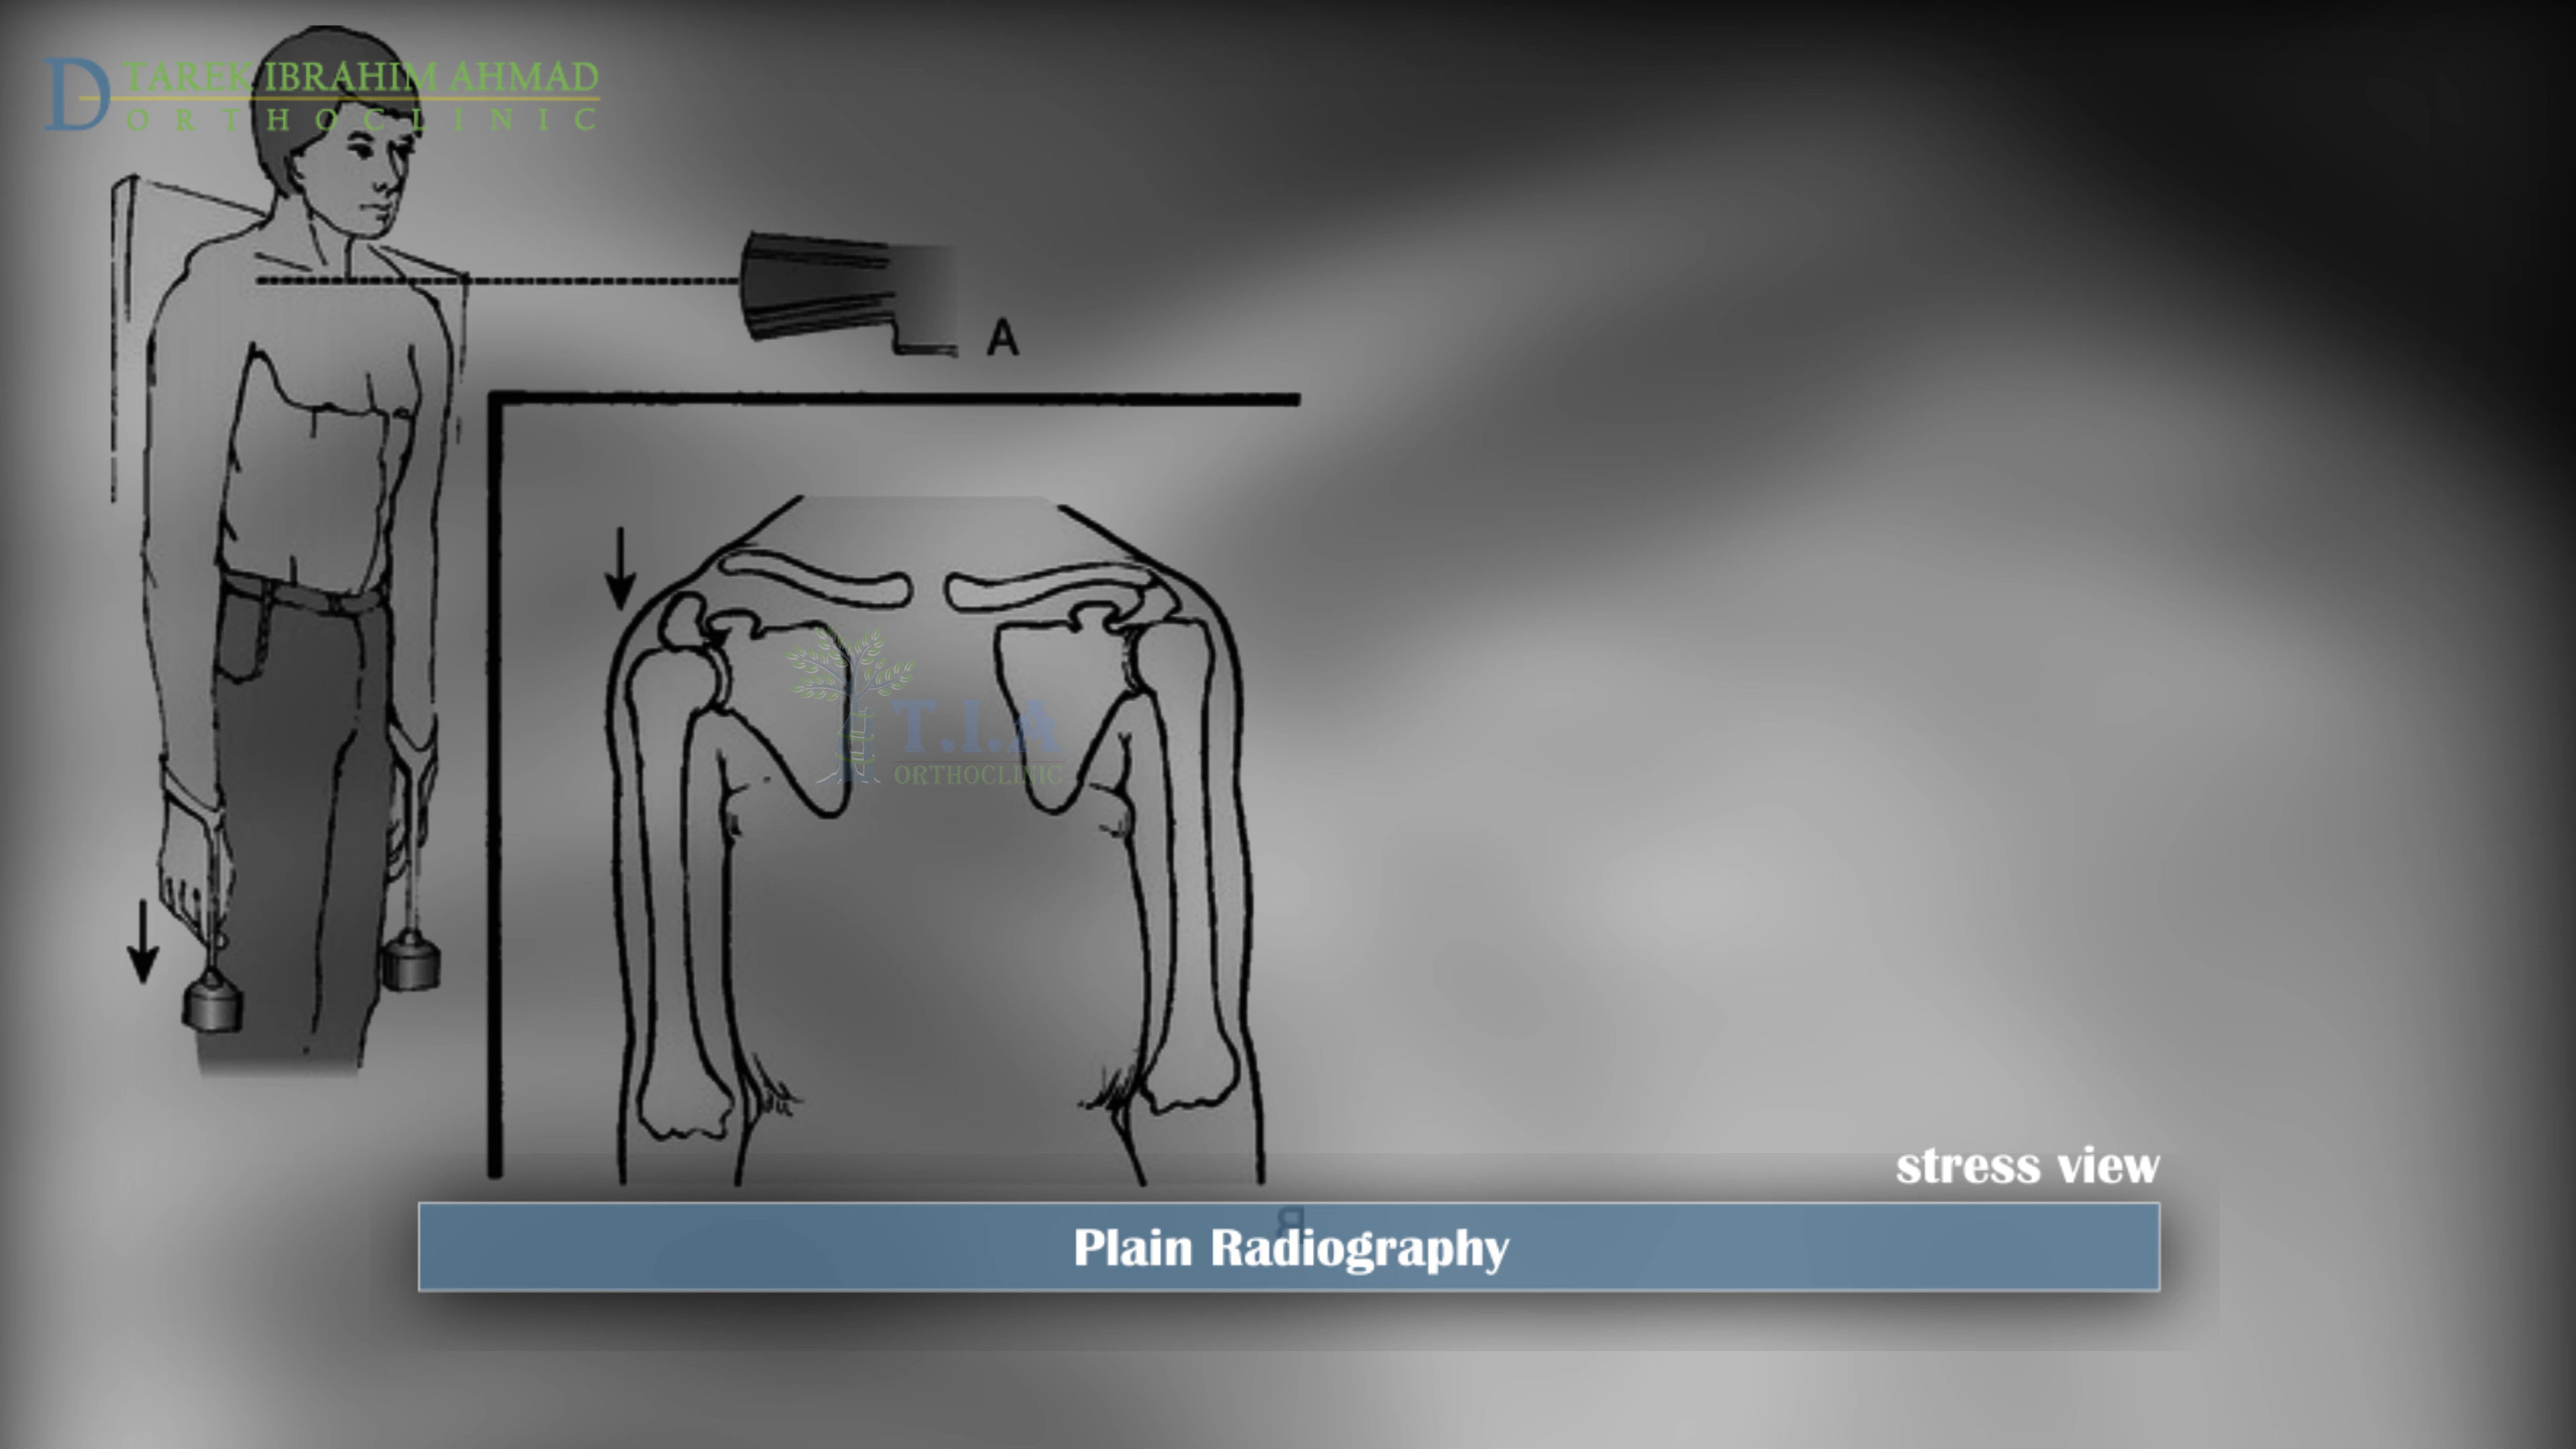 D TAREK IBRAHIM AHMAD
ORTHOCLINIC
A
T.I.A
ORTHOCLINIC
stress view
B
Plain Radiography